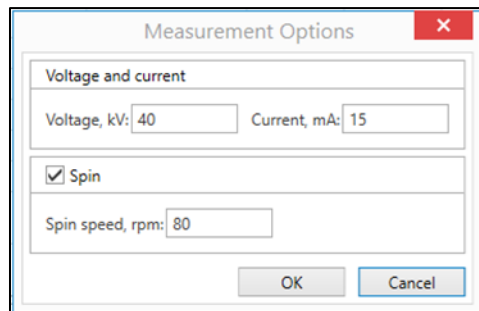 Measurement Options
Voltage and current
Voltage, kV: 40 Current, mA: 15
Spin
Spin speed, rpm: 80
OK Cancel